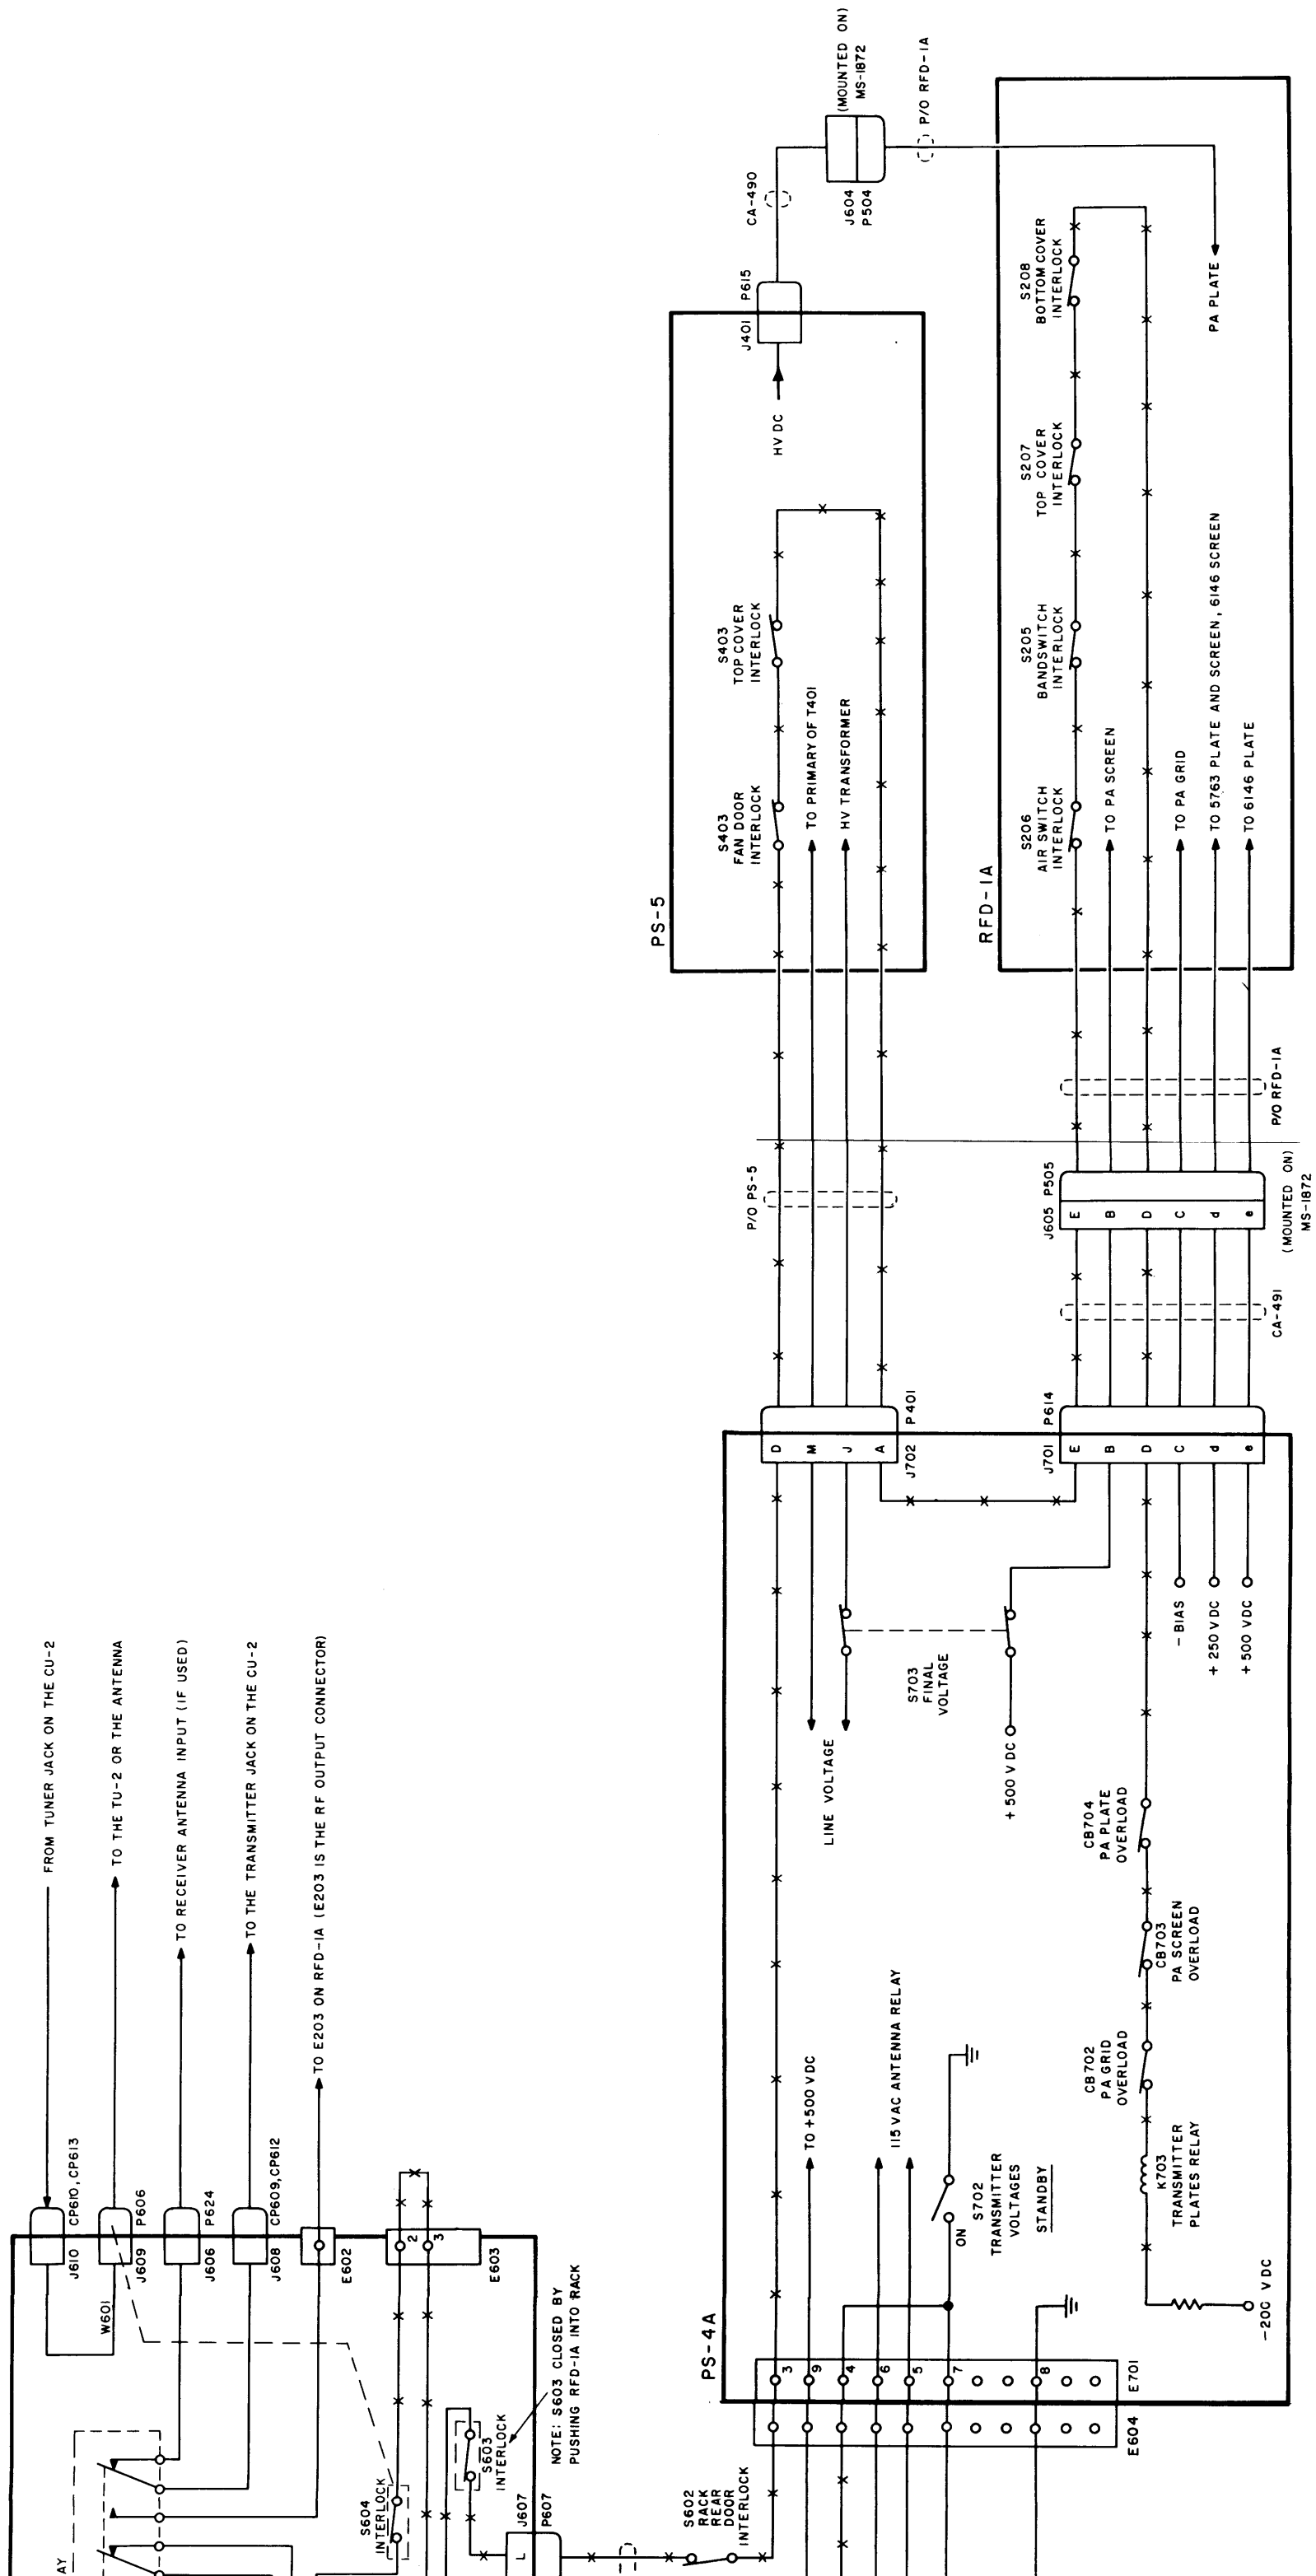 (MOUNTED ON)
MS-1872
P/O RFD-1A
CA-490
J604
P504
J401 P615
HV DC
S208
BOTTOM COVER
INTERLOCK
PA PLATE
S207
TOP COVER
INTERLOCK
S403
TOP COVER
INTERLOCK
S205
BANDSWITCH
INTERLOCK
S403
FAN DOOR
INTERLOCK
TO PRIMARY OF T401
HV TRANSFORMER
PS-5
S206
AIR SWITCH
INTERLOCK
TO PA SCREEN
TO PA GRID
TO 5763 PLATE AND SCREEN, 6146 SCREEN
TO 6146 PLATE
RFD-1A
P/O PS-5
P/O RFD-1A
J605 P505
E
B
D
C
d
e
(MOUNTED ON)
MS-1872
CA-491
D
M
J
A
J702 P401
J701 P614
E
B
D
C
d
e
LINE VOLTAGE
S703
FINAL
VOLTAGE
+500 V DC
-BIAS
+250 VDC
+500 VDC
CB704
PA PLATE
OVERLOAD
CB703
PA SCREEN
OVERLOAD
CB702
PA GRID
OVERLOAD
K703
TRANSMITTER
PLATES RELAY
-200 VDC
TO +500 VDC
115 VAC ANTENNA RELAY
S702
TRANSMITTER
VOLTAGES
ON
STANDBY
PS-4A
3
9
4
6
5
7
8
E701
E604
FROM TUNER JACK ON THE CU-2
TO THE TU-2 OR THE ANTENNA
TO RECEIVER ANTENNA INPUT (IF USED)
TO THE TRANSMITTER JACK ON THE CU-2
TO E203 ON RFD-1A (E203 IS THE RF OUTPUT CONNECTOR)
J610 CP610, CP613
J609 P606
J606 P624
J608 CP609, CP612
E602
2
3
E603
W601
NOTE: S603 CLOSED BY
PUSHING RFD-1A INTO RACK
S603
INTERLOCK
S604
INTERLOCK
J607
P607
L
S602
RACK
REAR
DOOR
INTERLOCK
AY